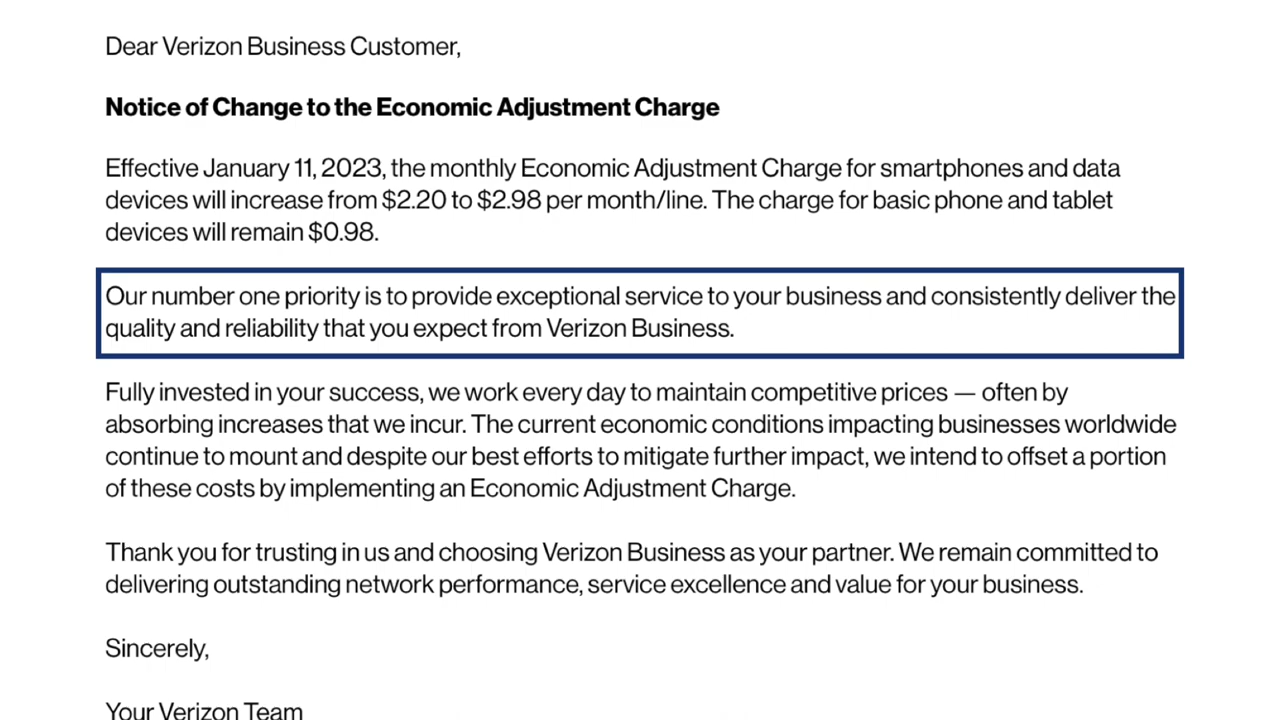 Dear Verizon Business Customer,
Notice of Change to the Economic Adjustment Charge
Effective January 11, 2023, the monthly Economic Adjustment Charge for smartphones and data
devices will increase from $2.20 to $2.98 per month/line. The charge for basic phone and tablet
devices will remain $0.98.
Our number one priority is to provide exceptional service to your business and consistently deliver the
quality and reliability that you expect from Verizon Business.
Fully invested in your success, we work every day to maintain competitive prices — often by
absorbing increases that we incur. The current economic conditions impacting businesses worldwide
continue to mount and despite our best efforts to mitigate further impact, we intend to offset a portion
of these costs by implementing an Economic Adjustment Charge.
Thank you for trusting in us and choosing Verizon Business as your partner. We remain committed to
delivering outstanding network performance, service excellence and value for your business.
Sincerely,
Your Verizon Team